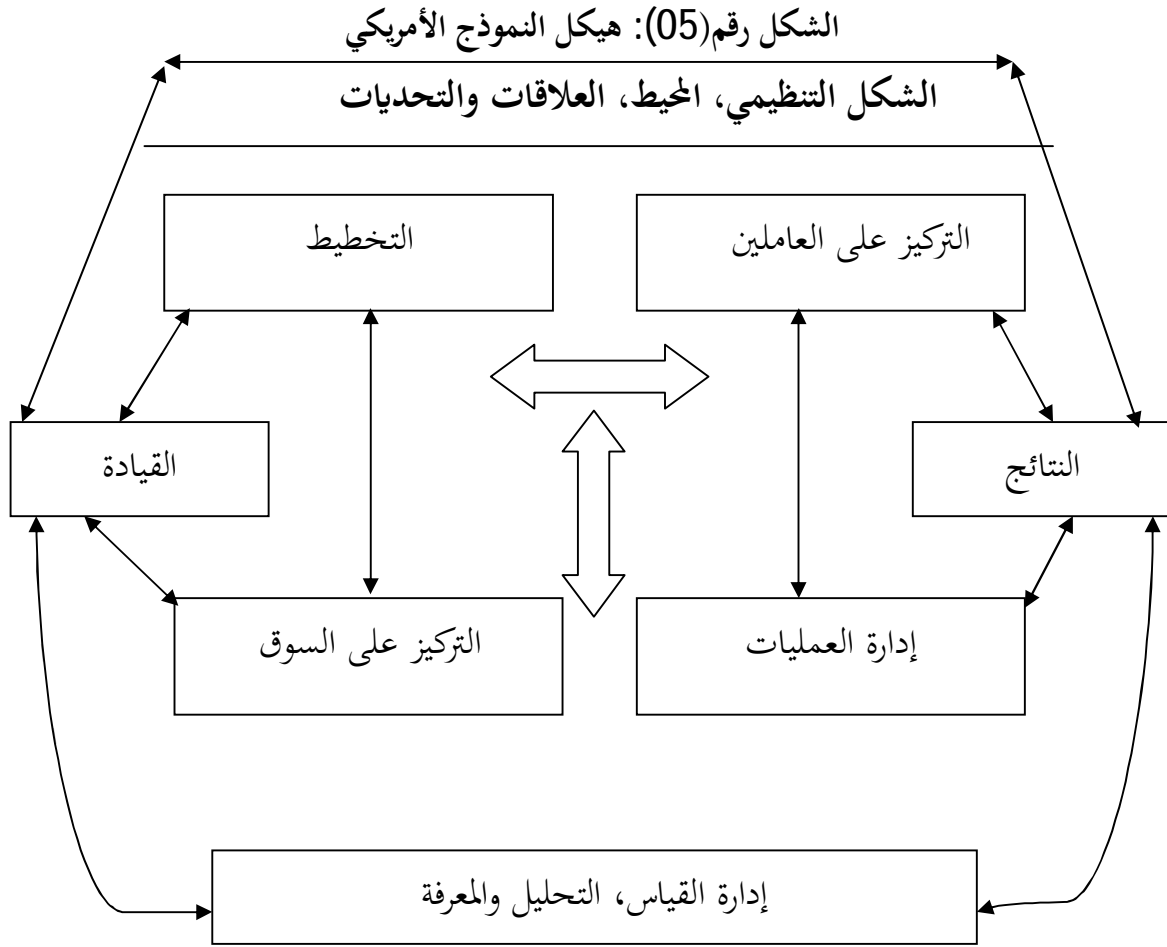 الشكل رقم(05): هيكل النموذج الأمريكي
الشكل التنظيمي، المحيط، العلاقات والتحديات
التركيز على العاملين
التخطيط
النتائج
القيادة
إدارة العمليات
التركيز على السوق
إدارة القياس، التحليل والمعرفة